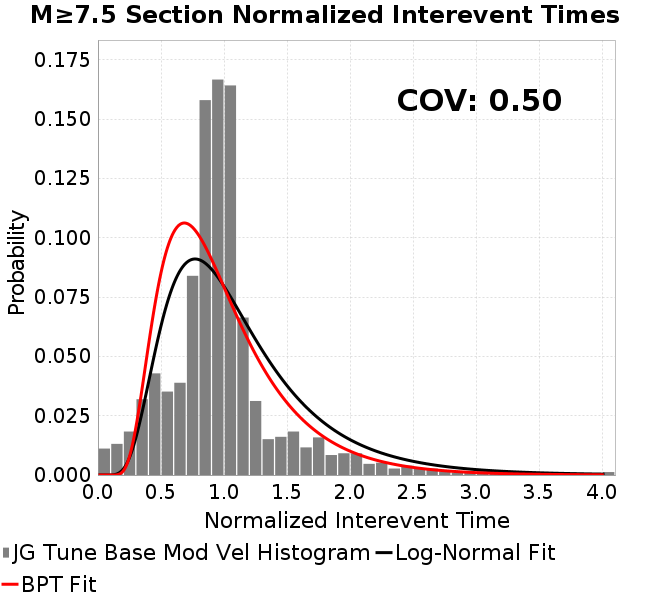 M≥7.5 Section Normalized Interevent Times
COV: 0.50
0.175
0.150
0.125
0.100
0.075
0.050
0.025
0.000
Probability
0.0 0.5 1.0 1.5 2.0 2.5 3.0 3.5 4.0
Normalized Interevent Time
JG Tune Base Mod Vel Histogram Log-Normal Fit
BPT Fit